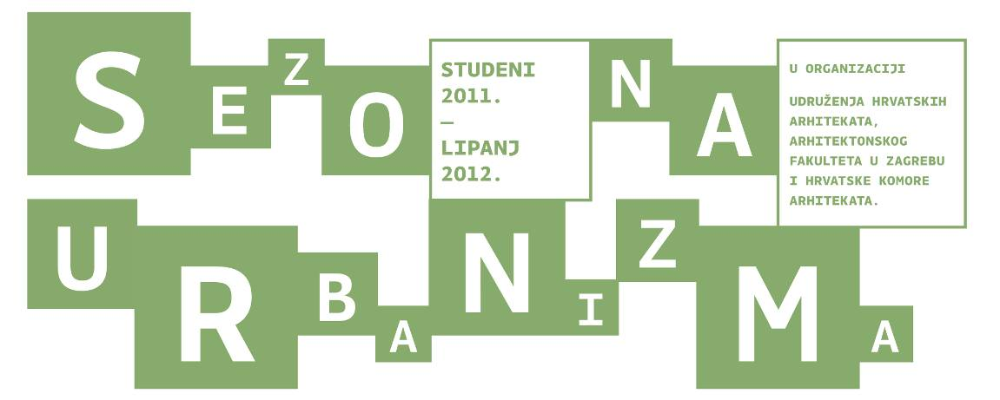 SEZONA
STUDENI
2011.
—
LIPANJ
2012.
U ORGANIZACIJI
UDRUŽENJA HRVATSKIH
ARHITEKATA,
ARHITEKTONSKOG
FAKULTETA U ZAGREBU
I HRVATSKE KOMORE
ARHITEKATA.
URBANIZMA